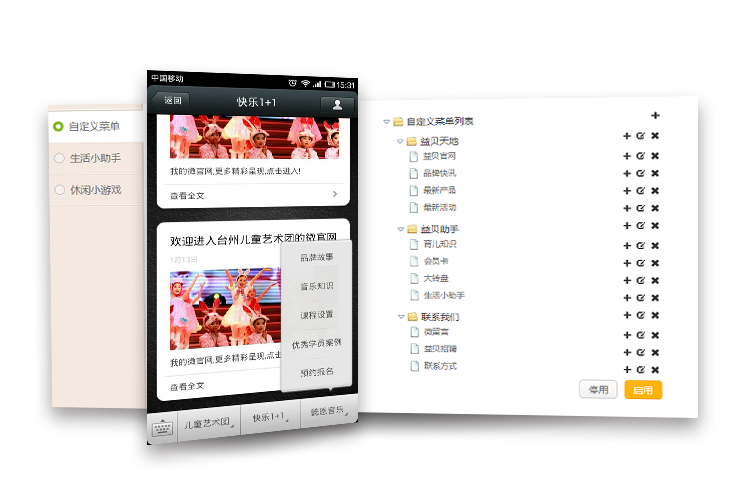 自定义菜单
生活小助手
休闲小游戏
中国移动
15:31
返回
快乐1+1
我的微官网,更多精彩呈现,点击进入!
查看全文
欢迎进入台州儿童艺术团的微官网
1月13日
我的微官网,更多精彩呈现,点击
查看全文
品牌故事
音乐知识
课程设置
优秀学员案例
预约报名
儿童艺术团
快乐1+1
音乐
自定义菜单列表
益贝天地
益贝官网
品牌快讯
最新产品
最新活动
益贝助手
育儿知识
会员卡
大转盘
生活小助手
联系我们
微留言
益贝招聘
联系方式
停用
启用